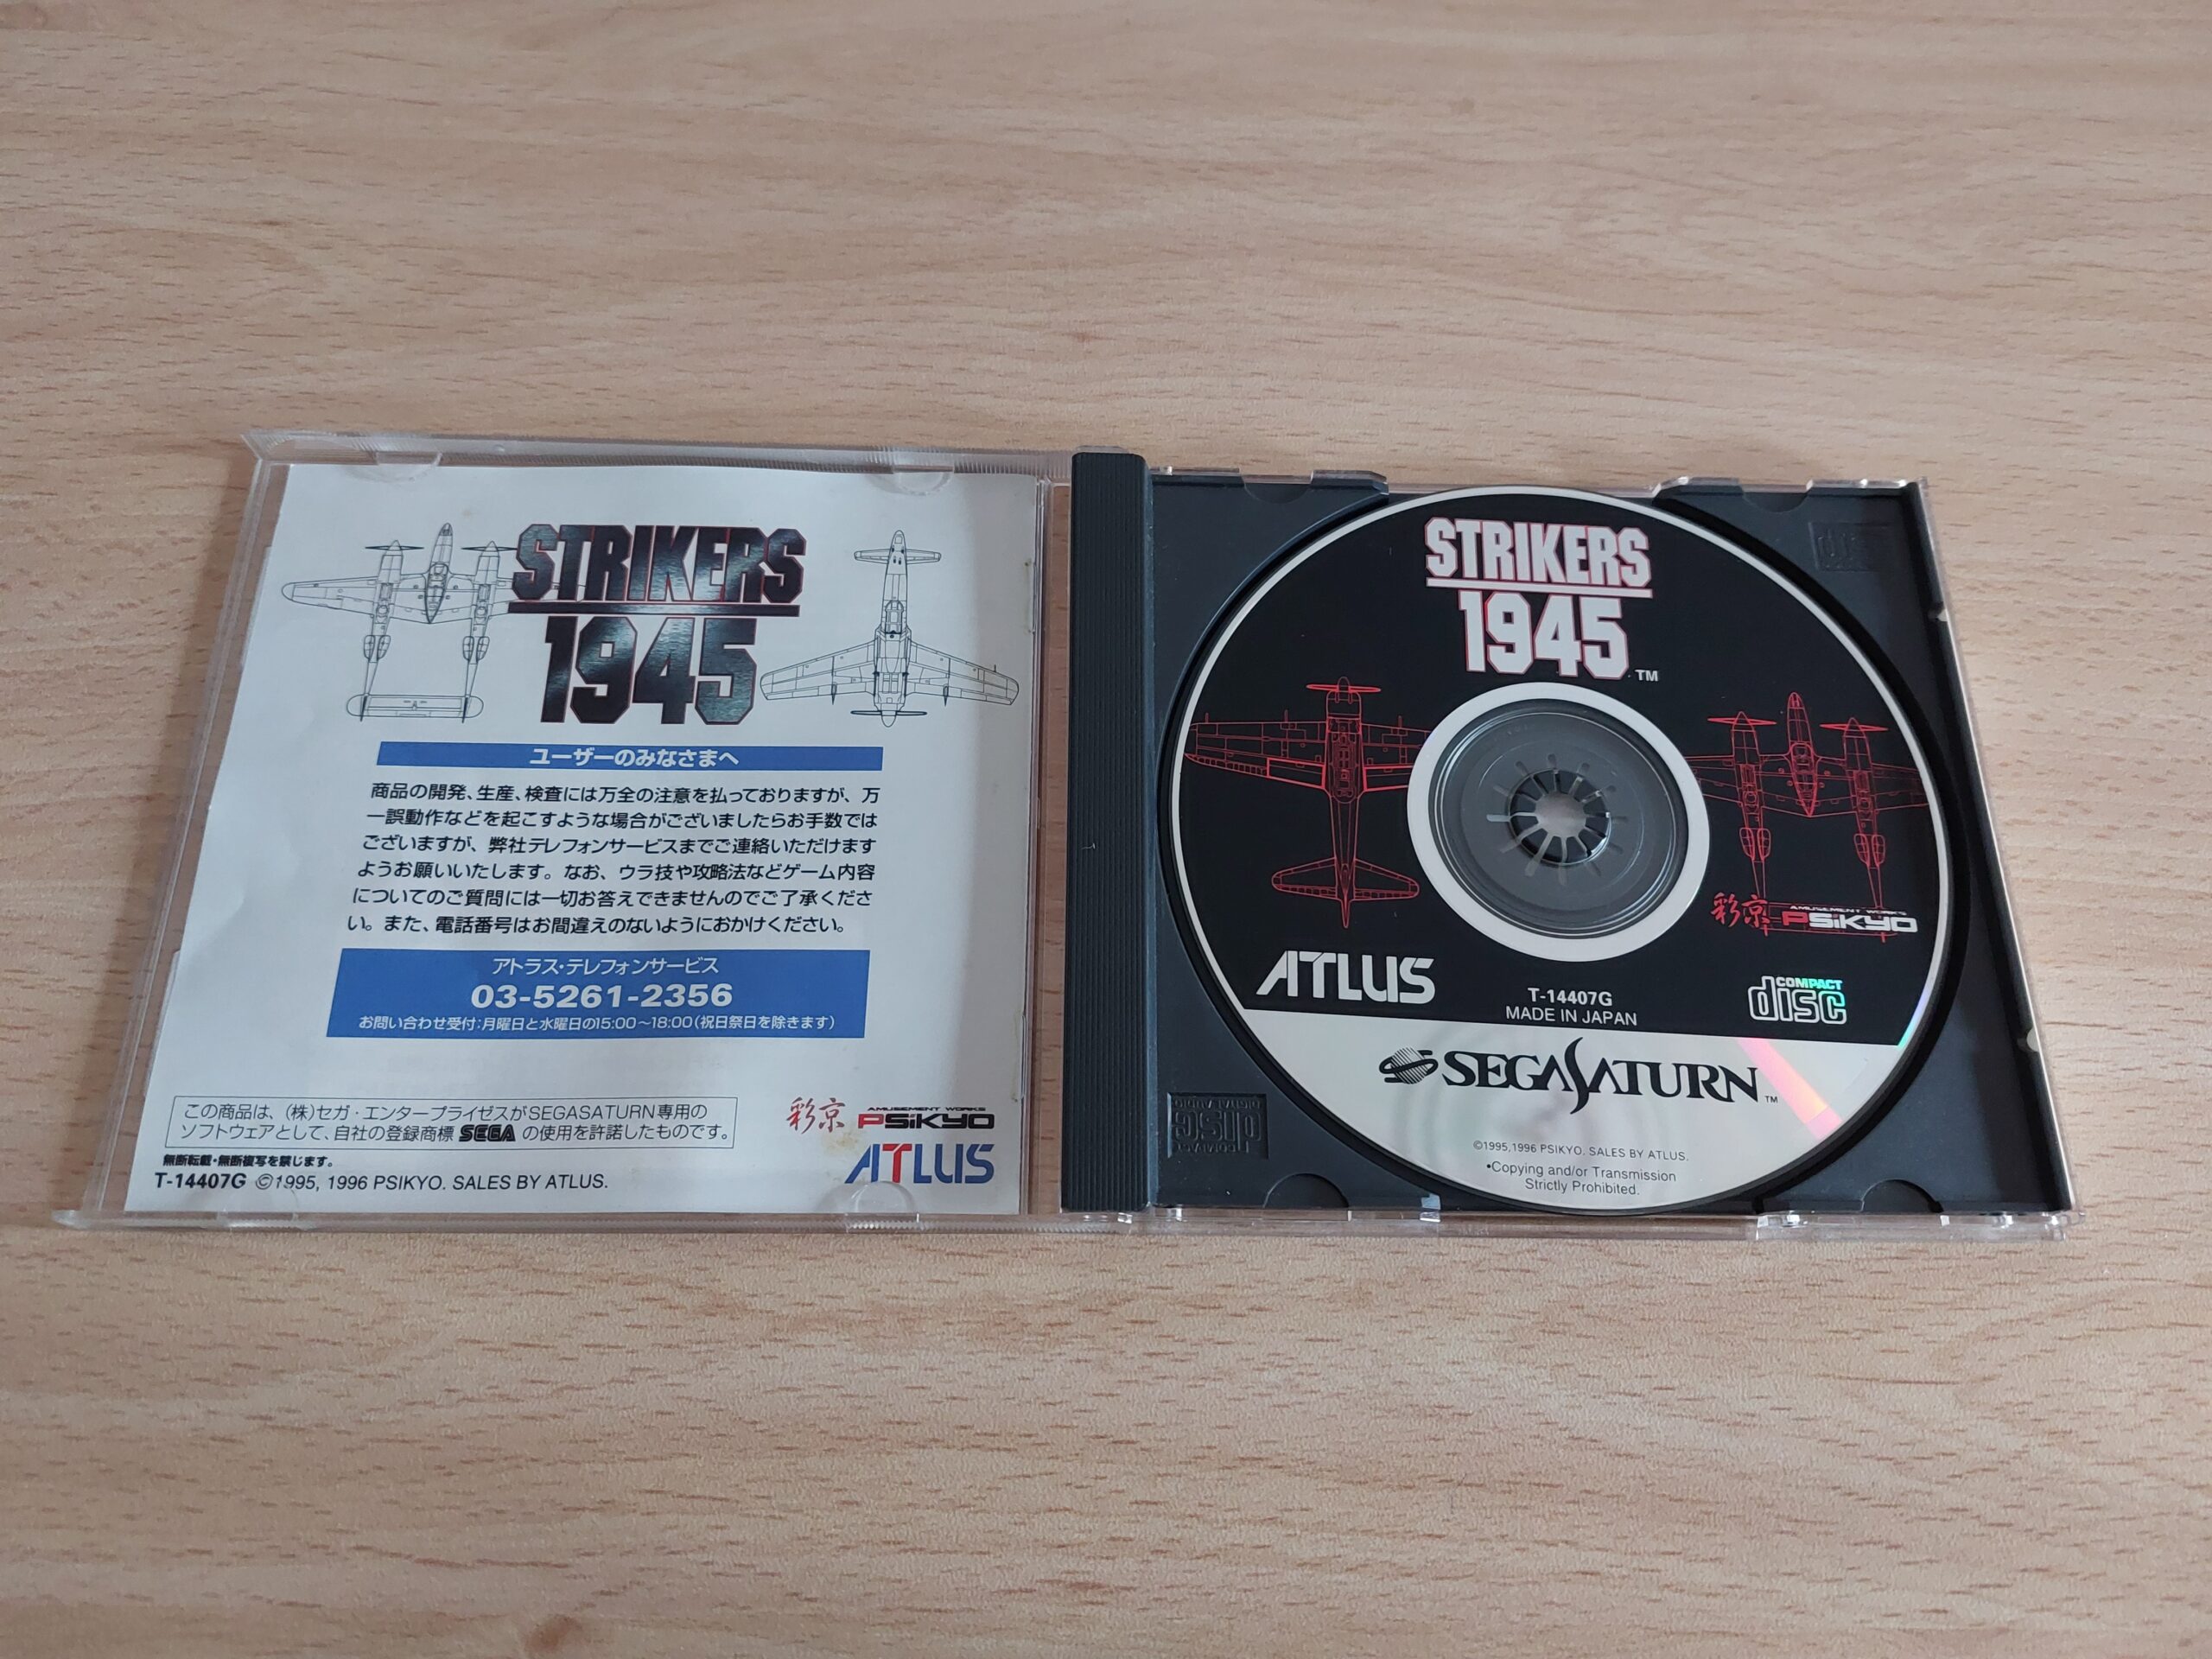 STRIKERS
1945
ユーザーのみなさまへ
商品の開発、生産、検査には万全の注意を払っておりますが、万
一誤動作などを起こすような場合がございましたらお手数では
ございますが、弊社テレフォンサービスまでご連絡いただけます
ようお願いいたします。なお、ウラ技や攻略法などゲーム内容
についてのご質問には一切お答えできませんのでご了承くださ
い。また、電話番号はお間違えのないようにおかけください。
アトラス・テレフォンサービス
03-5261-2356
お問い合わせ受付:月曜日と水曜日の15:00～18:00(祝日祭日を除きます)
この商品は、(株)セガ・エンタープライゼスがSEGASATURN専用の
ソフトウェアとして、自社の登録商標 SEGA の使用を許諾したものです。
無断転載・無断複写を禁じます。
T-14407G ©1995, 1996 PSIKYO. SALES BY ATLUS.
彩京 AMUSEMENT WORKS
PSiKYO
ATLUS
STRIKERS
1945
TM
彩京 AMUSEMENT WORKS
PSiKYO
ATLUS
T-14407G
MADE IN JAPAN
COMPACT
disc
SEGASATURN TM
©1995,1996 PSIKYO. SALES BY ATLUS.
•Copying and/or Transmission
Strictly Prohibited.
COMPACT
disc
DIGITAL AUDIO